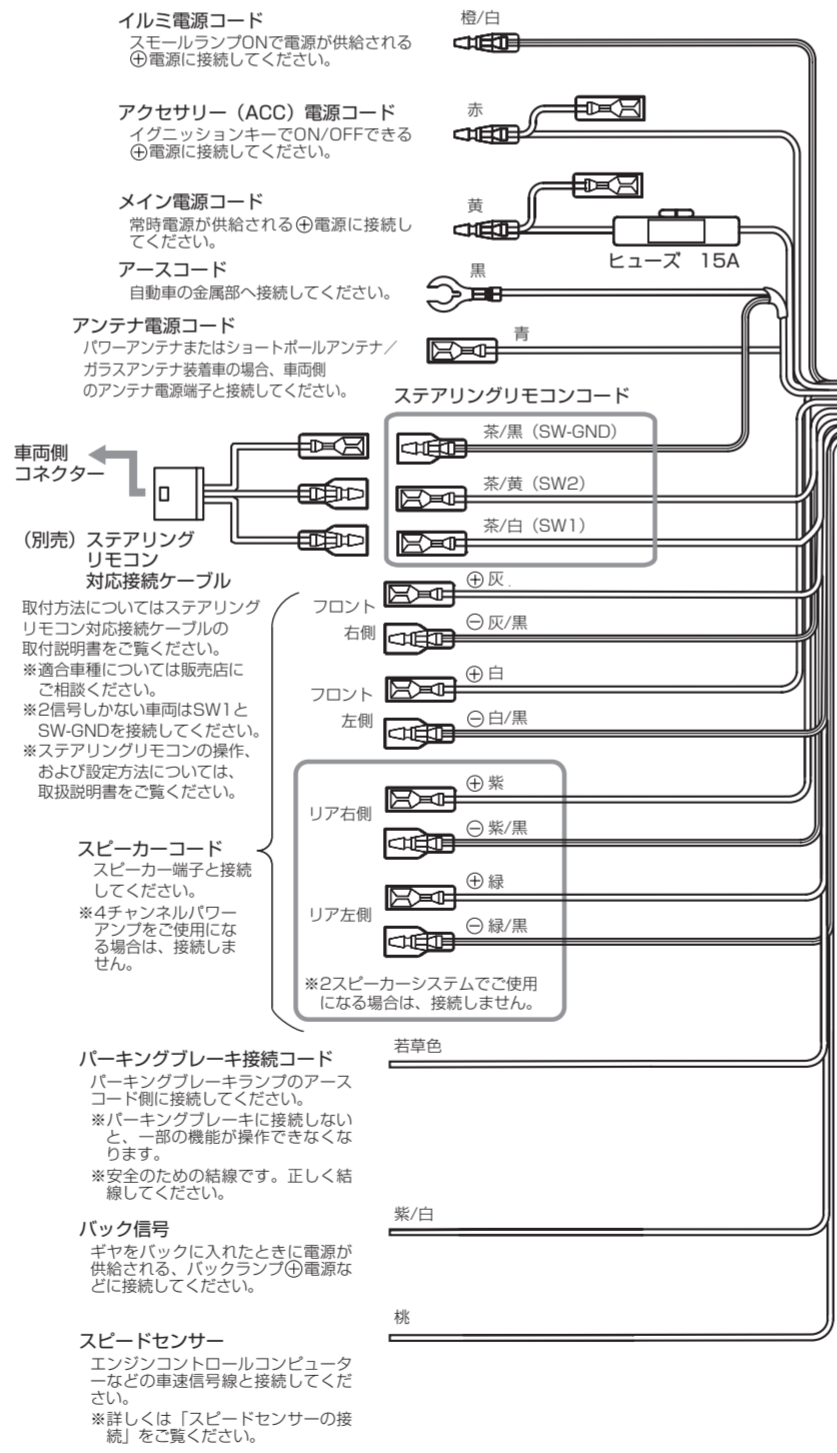 イルミ電源コード
スモールランプONで電源が供給される
⊕電源に接続してください。
橙/白
アクセサリー（ACC）電源コード
イグニッションキーでON/OFFできる
⊕電源に接続してください。
赤
メイン電源コード
常時電源が供給される⊕電源に接続し
てください。
黄
ヒューズ 15A
アースコード
自動車の金属部へ接続してください。
黒
アンテナ電源コード
パワーアンテナまたはショートポールアンテナ／
ガラスアンテナ装着車の場合、車両側
のアンテナ電源端子と接続してください。
青
ステアリングリモコンコード
茶/黒（SW-GND）
茶/黄（SW2）
茶/白（SW1）
車両側
コネクター
（別売）ステアリング
リモコン
対応接続ケーブル
取付方法についてはステアリング
リモコン対応接続ケーブルの
取付説明書をご覧ください。
※適合車種については販売店に
ご相談ください。
※2信号しかない車両はSW1と
SW-GNDを接続してください。
※ステアリングリモコンの操作、
および設定方法については、
取扱説明書をご覧ください。
スピーカーコード
スピーカー端子と接続
してください。
※4チャンネルパワー
アンプをご使用にな
る場合は、接続しま
せん。
フロント
右側
⊕灰
⊖灰/黒
フロント
左側
⊕白
⊖白/黒
リア右側
⊕紫
⊖紫/黒
リア左側
⊕緑
⊖緑/黒
※2スピーカーシステムでご使用
になる場合は、接続しません。
パーキングブレーキ接続コード
パーキングブレーキランプのアース
コード側に接続してください。
※パーキングブレーキに接続しない
と、一部の機能が操作できなくな
ります。
※安全のための結線です。正しく結
線してください。
若草色
バック信号
ギヤをバックに入れたときに電源が
供給される、バックランプ⊕電源な
どに接続してください。
紫/白
スピードセンサー
エンジンコントロールコンピュータ
ーなどの車速信号線と接続してくだ
さい。
※詳しくは「スピードセンサーの接
続」をご覧ください。
桃